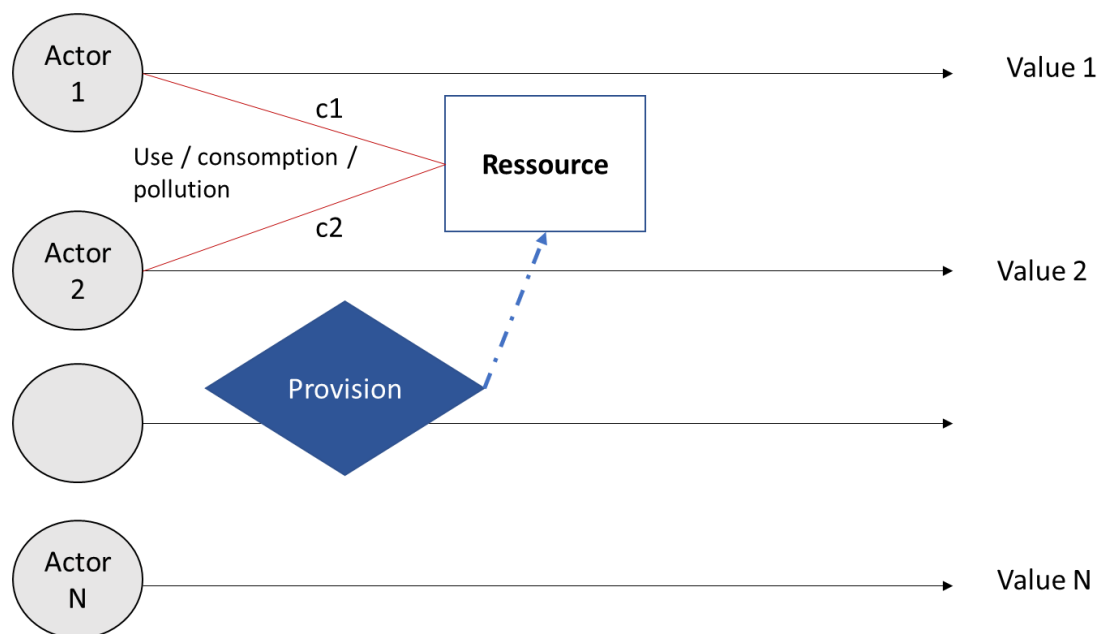 Actor
1
Value 1
c1
Use / consomption /
pollution
Ressource
c2
Actor
2
Value 2
Provision
Actor
N
Value N